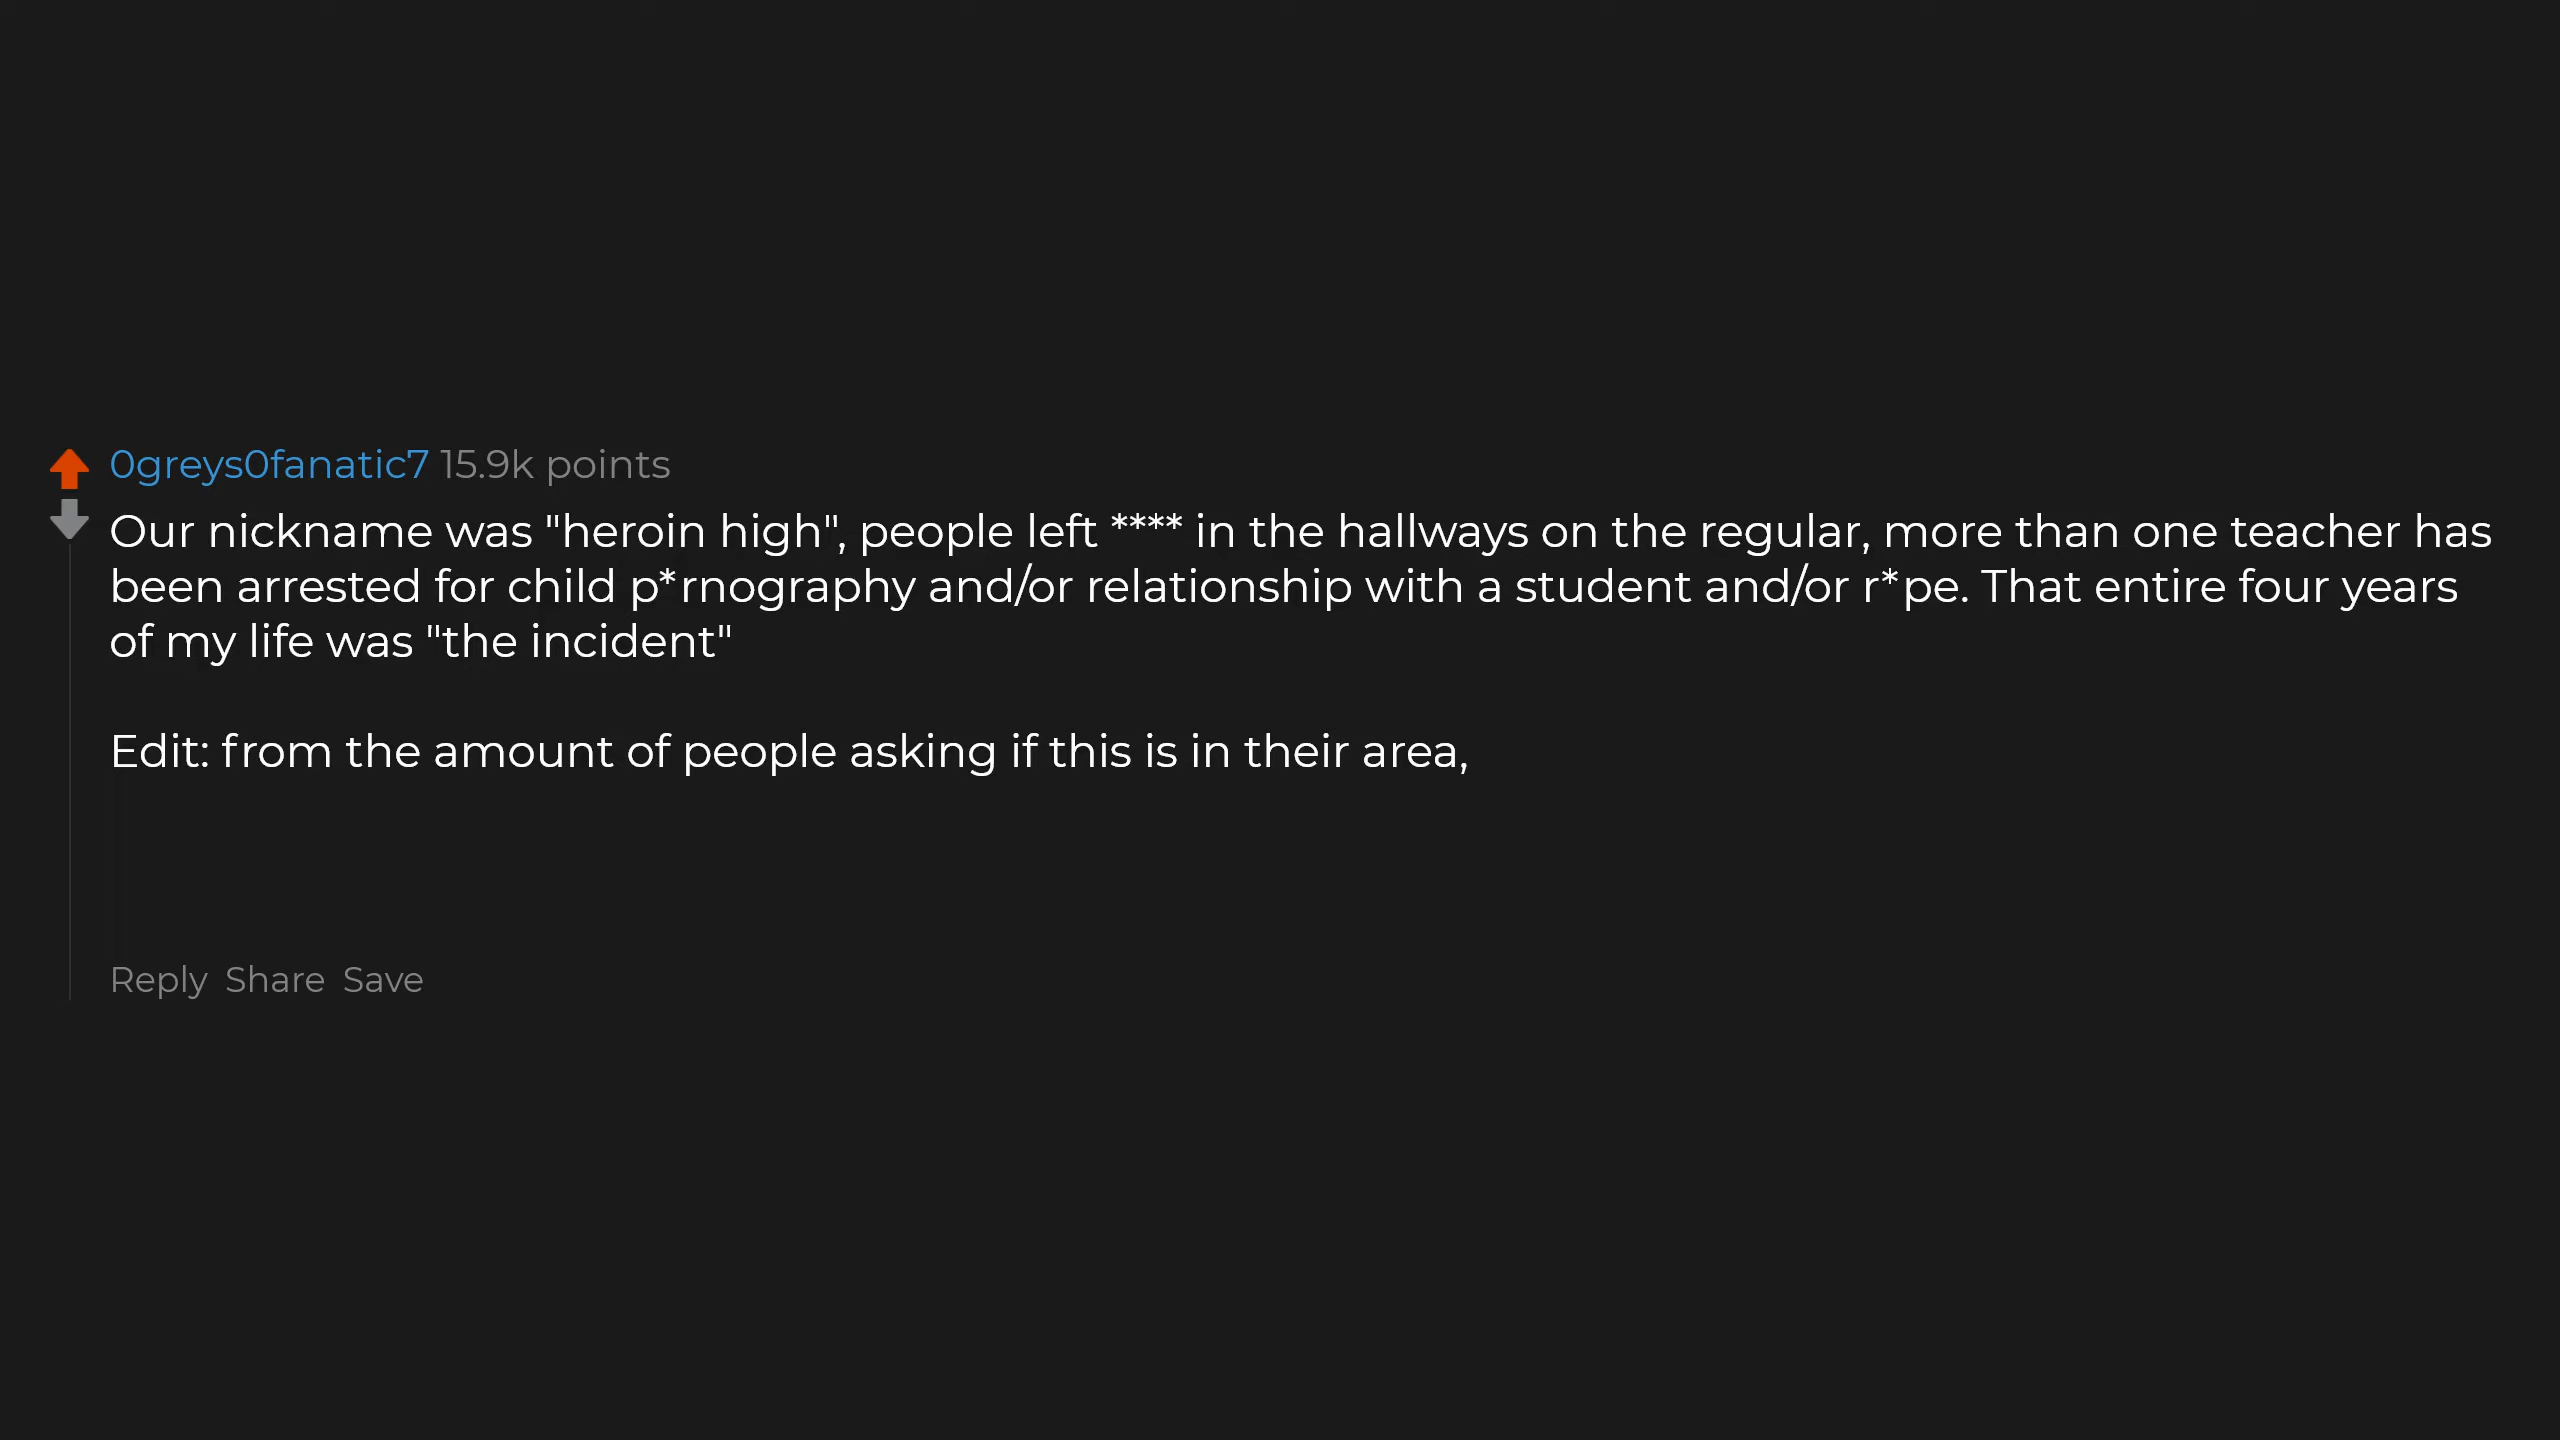 0greys0fanatic7 15.9k points
Our nickname was "heroin high", people left **** in the hallways on the regular, more than one teacher has
been arrested for child p*rnography and/or relationship with a student and/or r*pe. That entire four years
of my life was "the incident"
Edit: from the amount of people asking if this is in their area,
Reply Share Save